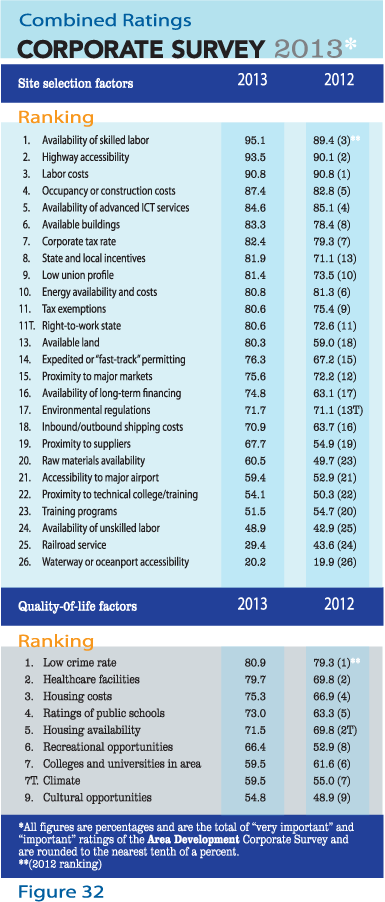 Combined Ratings
CORPORATE SURVEY 2013*
Site selection factors 2013 2012
Ranking
1. Availability of skilled labor 95.1 89.4 (3)**
2. Highway accessibility 93.5 90.1 (2)
3. Labor costs 90.8 90.8 (1)
4. Occupancy or construction costs 87.4 82.8 (5)
5. Availability of advanced ICT services 84.6 85.1 (4)
6. Available buildings 83.3 78.4 (8)
7. Corporate tax rate 82.4 79.3 (7)
8. State and local incentives 81.9 71.1 (13)
9. Low union profile 81.4 73.5 (10)
10. Energy availability and costs 80.8 81.3 (6)
11. Tax exemptions 80.6 75.4 (9)
11T. Right-to-work state 80.6 72.6 (11)
13. Available land 80.3 59.0 (18)
14. Expedited or "fast-track" permitting 76.3 67.2 (15)
15. Proximity to major markets 75.6 72.2 (12)
16. Availability of long-term financing 74.8 63.1 (17)
17. Environmental regulations 71.7 71.1 (13T)
18. Inbound/outbound shipping costs 70.9 63.7 (16)
19. Proximity to suppliers 67.7 54.9 (19)
20. Raw materials availability 60.5 49.7 (23)
21. Accessibility to major airport 59.4 52.9 (21)
22. Proximity to technical college/training 54.1 50.3 (22)
23. Training programs 51.5 54.7 (20)
24. Availability of unskilled labor 48.9 42.9 (25)
25. Railroad service 29.4 43.6 (24)
26. Waterway or oceanport accessibility 20.2 19.9 (26)
Quality-0f-life factors 2013 2012
Ranking
1. Low crime rate 80.9 79.3 (1)**
2. Healthcare facilities 79.7 69.8 (2)
3. Housing costs 75.3 66.9 (4)
4. Ratings of public schools 73.0 63.3 (5)
5. Housing availability 71.5 69.8 (2T)
6. Recreational opportunities 66.4 52.9 (8)
7. Colleges and universities in area 59.5 61.6 (6)
7T. Climate 59.5 55.0 (7)
9. Cultural opportunities 54.8 48.9 (9)
*All figures are percentages and are the total of "very important" and
"important" ratings of the Area Development Corporate Survey and
are rounded to the nearest tenth of a percent.
**(2012 ranking)
Figure 32